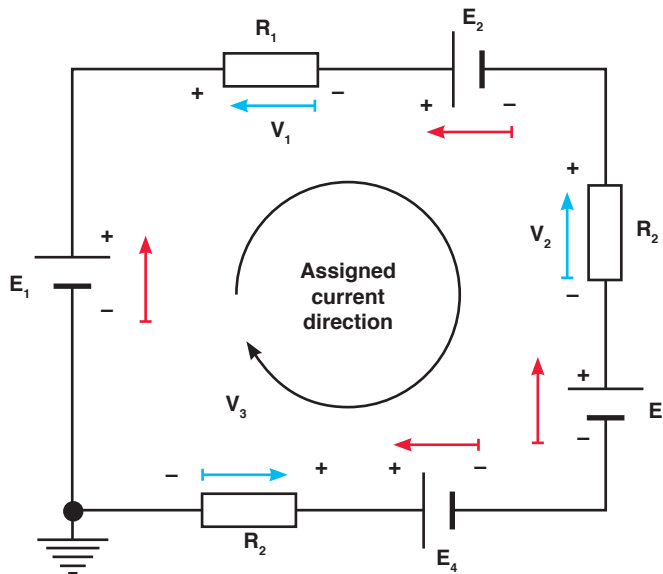 E₂
R₁
+ – + –
V₁
+
V₂ R₂
–
+
E₁
–
Assigned
current
direction
+
E
–
V₃
– + + –
R₂
E₄